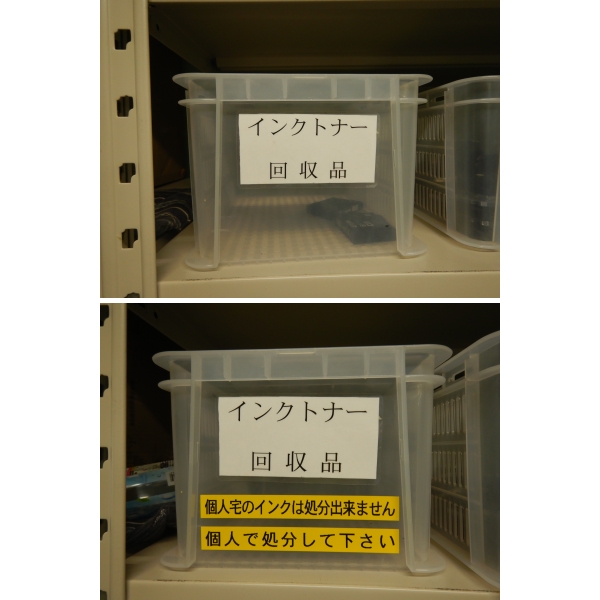 インクトナー
回収品
インクトナー
回収品
個人宅のインクは処分出来ません
個人で処分して下さい